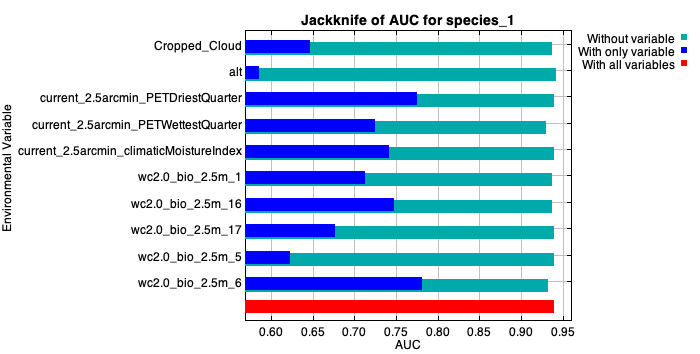 Jackknife of AUC for species_1
Without variable
With only variable
With all variables
Environmental Variable
Cropped_Cloud
alt
current_2.5arcmin_PETDriestQuarter
current_2.5arcmin_PETWettestQuarter
current_2.5arcmin_climaticMoistureIndex
wc2.0_bio_2.5m_1
wc2.0_bio_2.5m_16
wc2.0_bio_2.5m_17
wc2.0_bio_2.5m_5
wc2.0_bio_2.5m_6
0.60 0.65 0.70 0.75 0.80 0.85 0.90 0.95
AUC